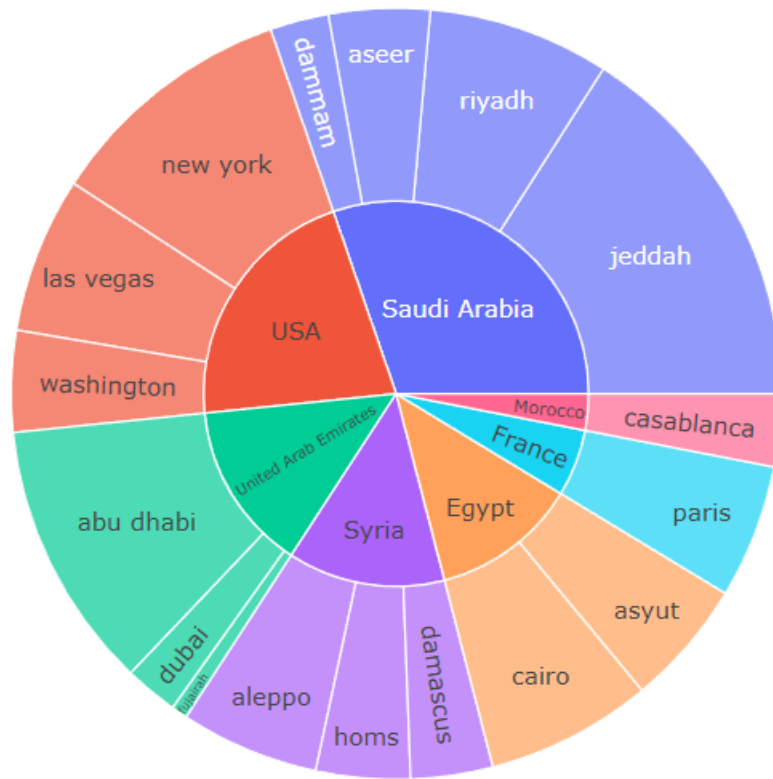 dammam
aseer
riyadh
new york
jeddah
las vegas
USA
Saudi Arabia
washington
Morocco
casablanca
United Arab Emirates
France
abu dhabi
Syria
Egypt
paris
asyut
dubai
fujairah
aleppo
homs
damascus
cairo